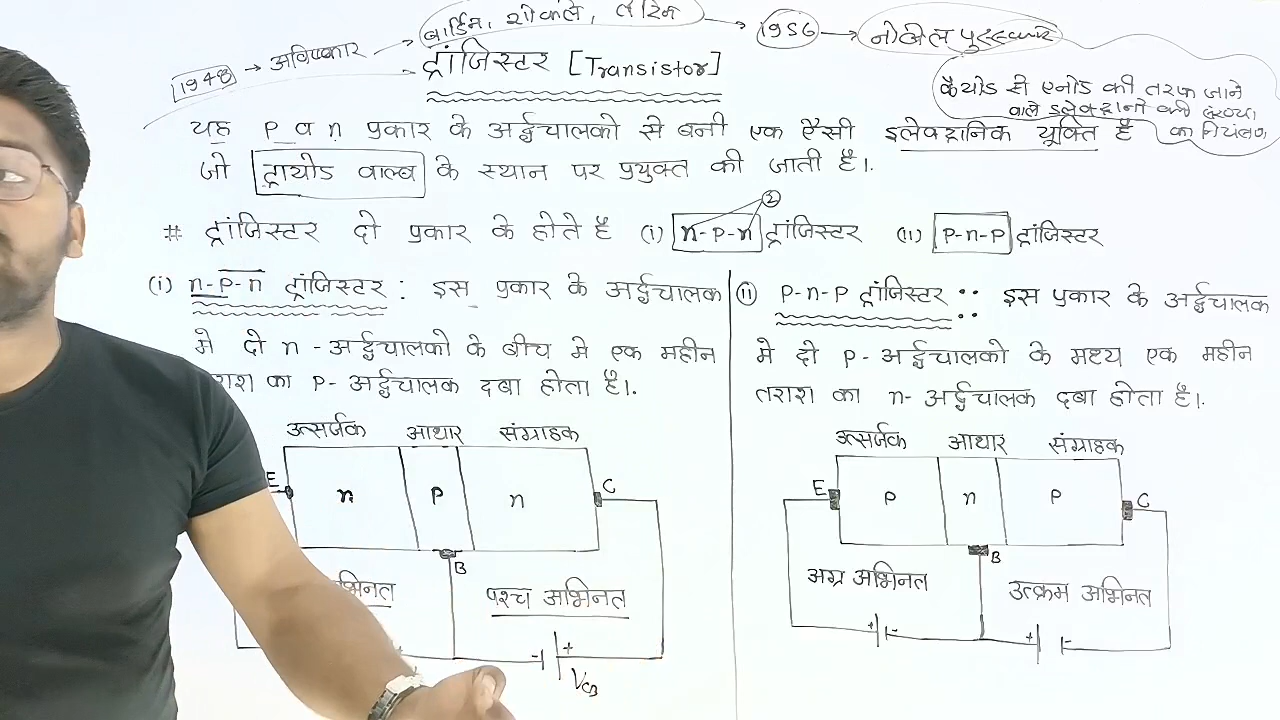 बार्डिन, शोकले, 1956 → नोबेल पुरस्कार
1948 → अविष्कार
ट्रांजिस्टर [Transistor]
कैथोड से एनोड की तरफ जाने
वाले इलेक्ट्रानो की संख्या
का नियंत्रण
यह P व n प्रकार के अर्द्धचालको से बनी एक ऐसी इलेक्ट्रानिक युक्ति है
जो ट्रायोड वाल्व के स्थान पर प्रयुक्त की जाती है।.
# ट्रांजिस्टर दो प्रकार के होते है (i) n-p-n ट्रांजिस्टर (ii) P-n-P ट्रांजिस्टर
2
(i) n-p-n ट्रांजिस्टर : इस प्रकार के अर्द्धचालक
मे दो n - अर्द्धचालको के बीच मे एक महीन
राश का P- अर्द्धचालक दबा होता है।.
उत्सर्जक आधार संग्राहक
E n P n C
B
भिनत पश्च अभिनत
+ - +
VCB
(ii) P-n-P ट्रांजिस्टर :: इस प्रकार के अर्द्धचालक
मे दो P- अर्द्धचालको के मध्य एक महीन
तराश का n- अर्द्धचालक दबा होता है।.
उत्सर्जक आधार संग्राहक
E P n P C
B
अग्र अभिनत उत्क्रम अभिनत
+ - + -